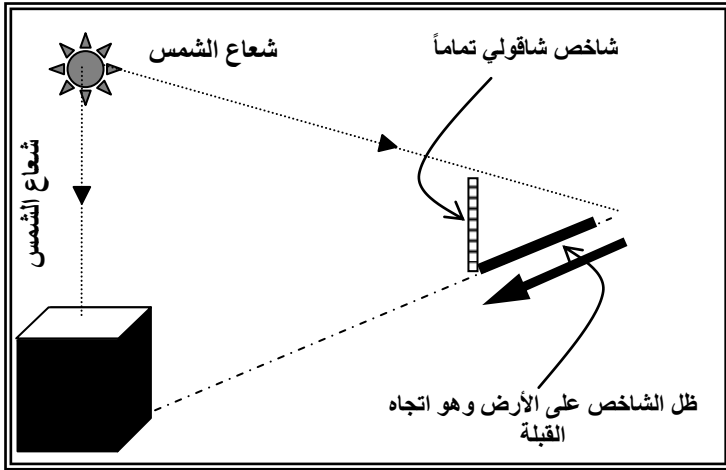 شاخص شاقولي تماماً
شعاع الشمس
شعاع الشمس
ظل الشاخص على الأرض وهو اتجاه
القبلة